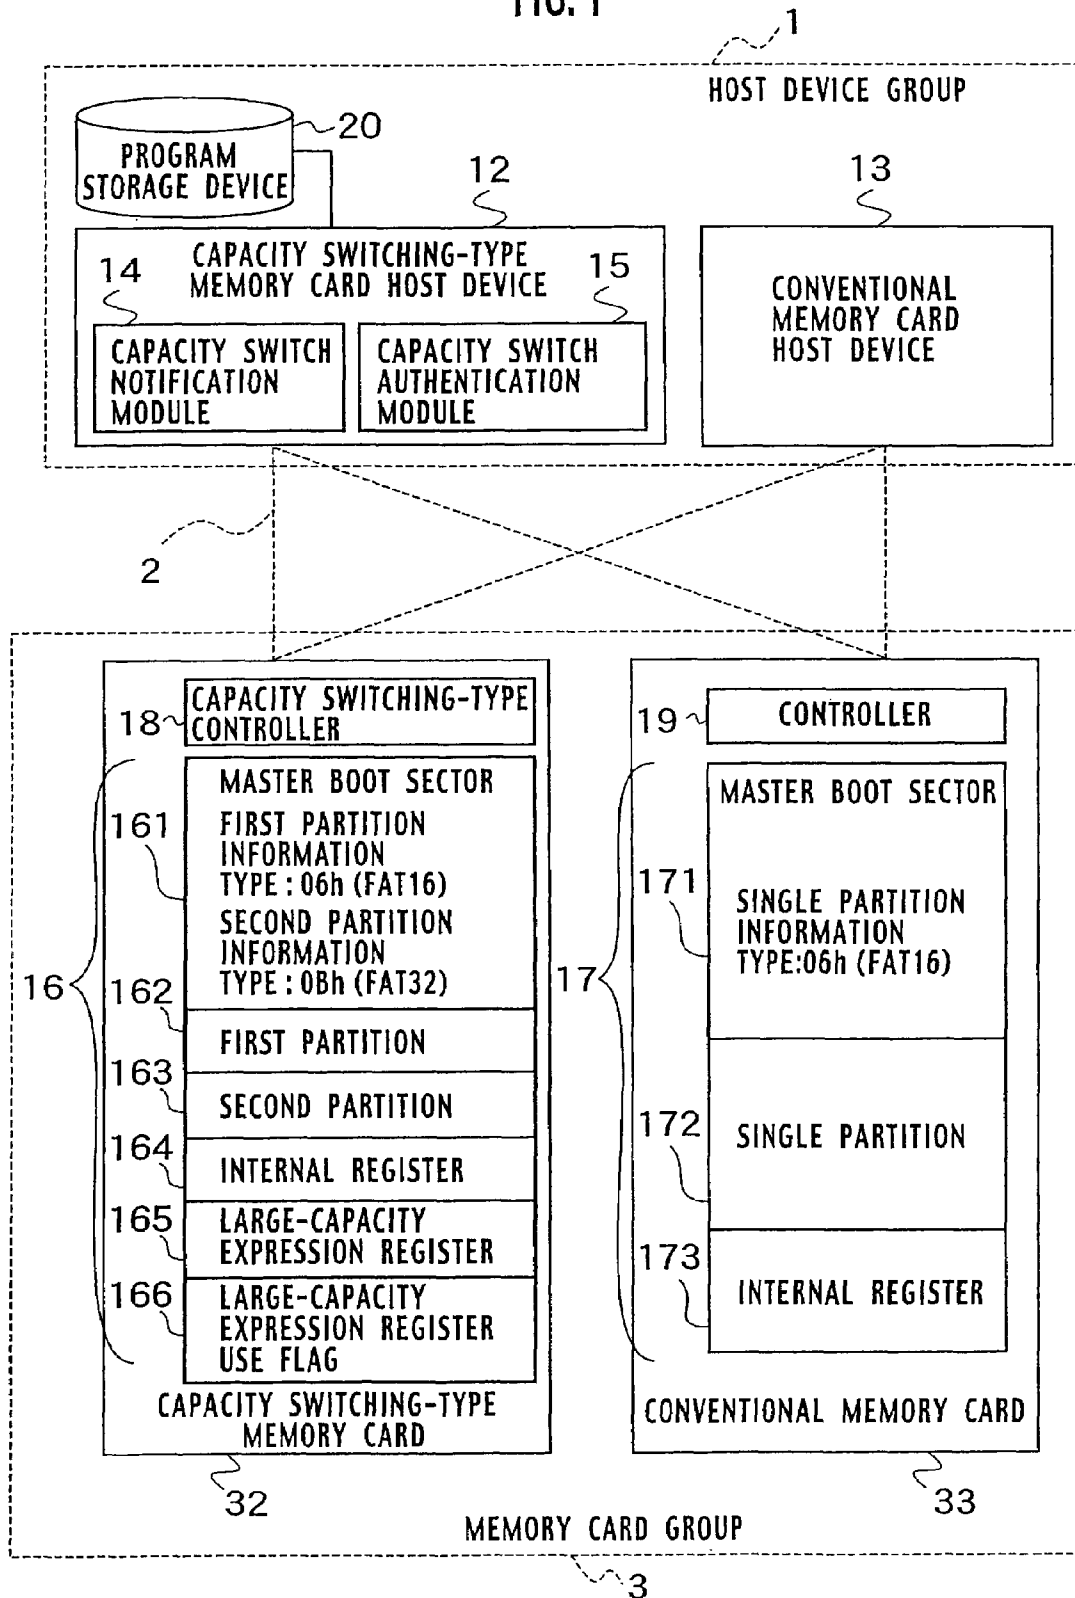 FIG. 1
1
HOST DEVICE GROUP
20
PROGRAM
STORAGE DEVICE
12
13
CAPACITY SWITCHING-TYPE
MEMORY CARD HOST DEVICE
14
15
CAPACITY SWITCH
NOTIFICATION
MODULE
CAPACITY SWITCH
AUTHENTICATION
MODULE
CONVENTIONAL
MEMORY CARD
HOST DEVICE
2
18
CAPACITY SWITCHING-TYPE
CONTROLLER
19
CONTROLLER
16
161
MASTER BOOT SECTOR
FIRST PARTITION
INFORMATION
TYPE : 06h (FAT16)
SECOND PARTITION
INFORMATION
TYPE : 0Bh (FAT32)
162
FIRST PARTITION
163
SECOND PARTITION
164
INTERNAL REGISTER
165
LARGE-CAPACITY
EXPRESSION REGISTER
166
LARGE-CAPACITY
EXPRESSION REGISTER
USE FLAG
CAPACITY SWITCHING-TYPE
MEMORY CARD
32
17
171
MASTER BOOT SECTOR
SINGLE PARTITION
INFORMATION
TYPE:06h (FAT16)
172
SINGLE PARTITION
173
INTERNAL REGISTER
CONVENTIONAL MEMORY CARD
33
MEMORY CARD GROUP
3